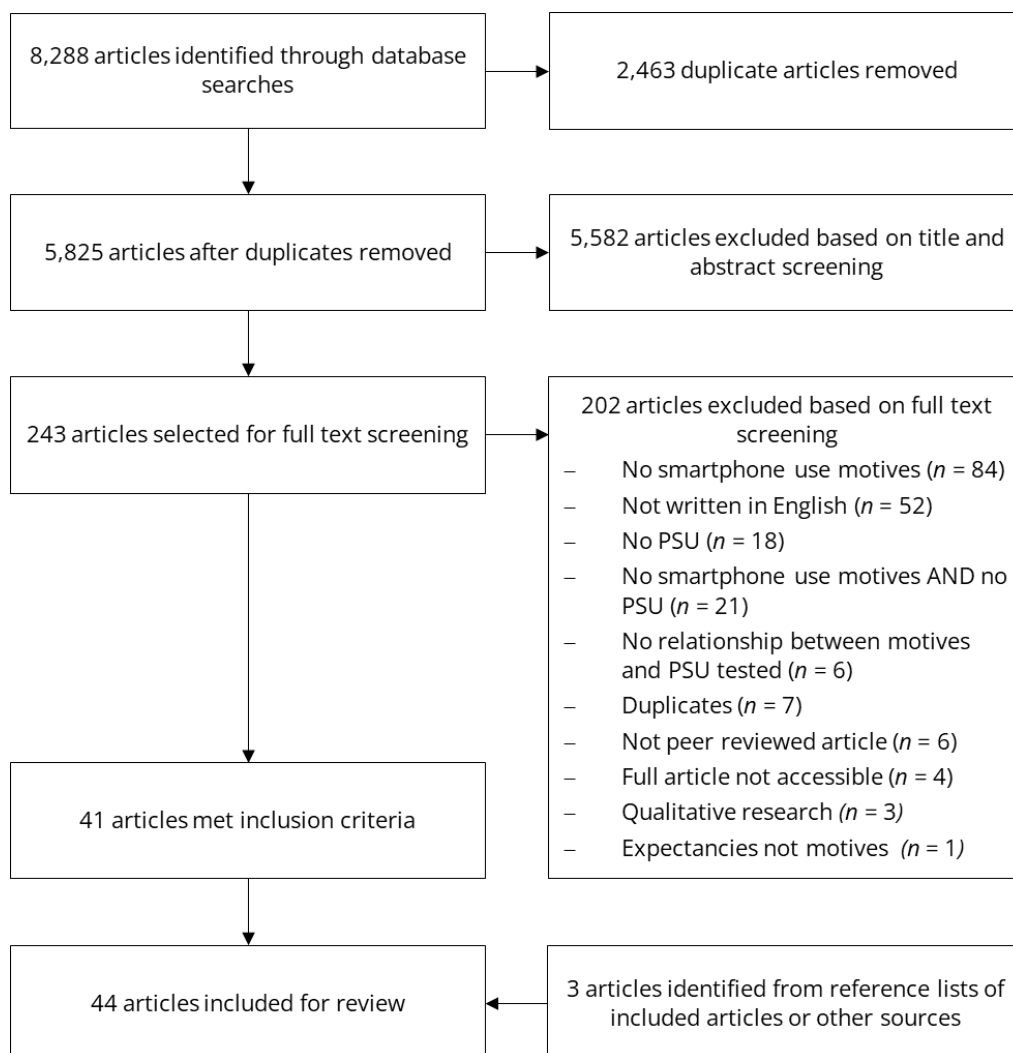 8,288 articles identified through database
searches
2,463 duplicate articles removed
5,825 articles after duplicates removed
5,582 articles excluded based on title and
abstract screening
243 articles selected for full text screening
202 articles excluded based on full text
screening
– No smartphone use motives (n = 84)
– Not written in English (n = 52)
– No PSU (n = 18)
– No smartphone use motives AND no
PSU (n = 21)
– No relationship between motives
and PSU tested (n = 6)
– Duplicates (n = 7)
– Not peer reviewed article (n = 6)
– Full article not accessible (n = 4)
– Qualitative research (n = 3)
– Expectancies not motives (n = 1)
41 articles met inclusion criteria
44 articles included for review
3 articles identified from reference lists of
included articles or other sources